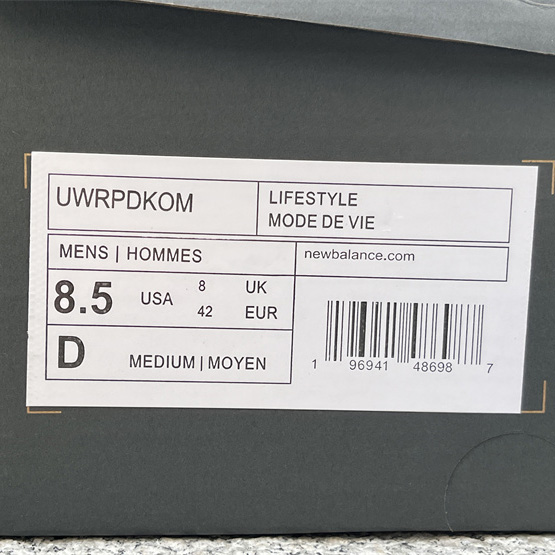 UWRPDKOM
LIFESTYLE
MODE DE VIE
MENS | HOMMES
newbalance.com
8.5 USA 8 UK
42 EUR
D MEDIUM | MOYEN
1 96941 48698 7